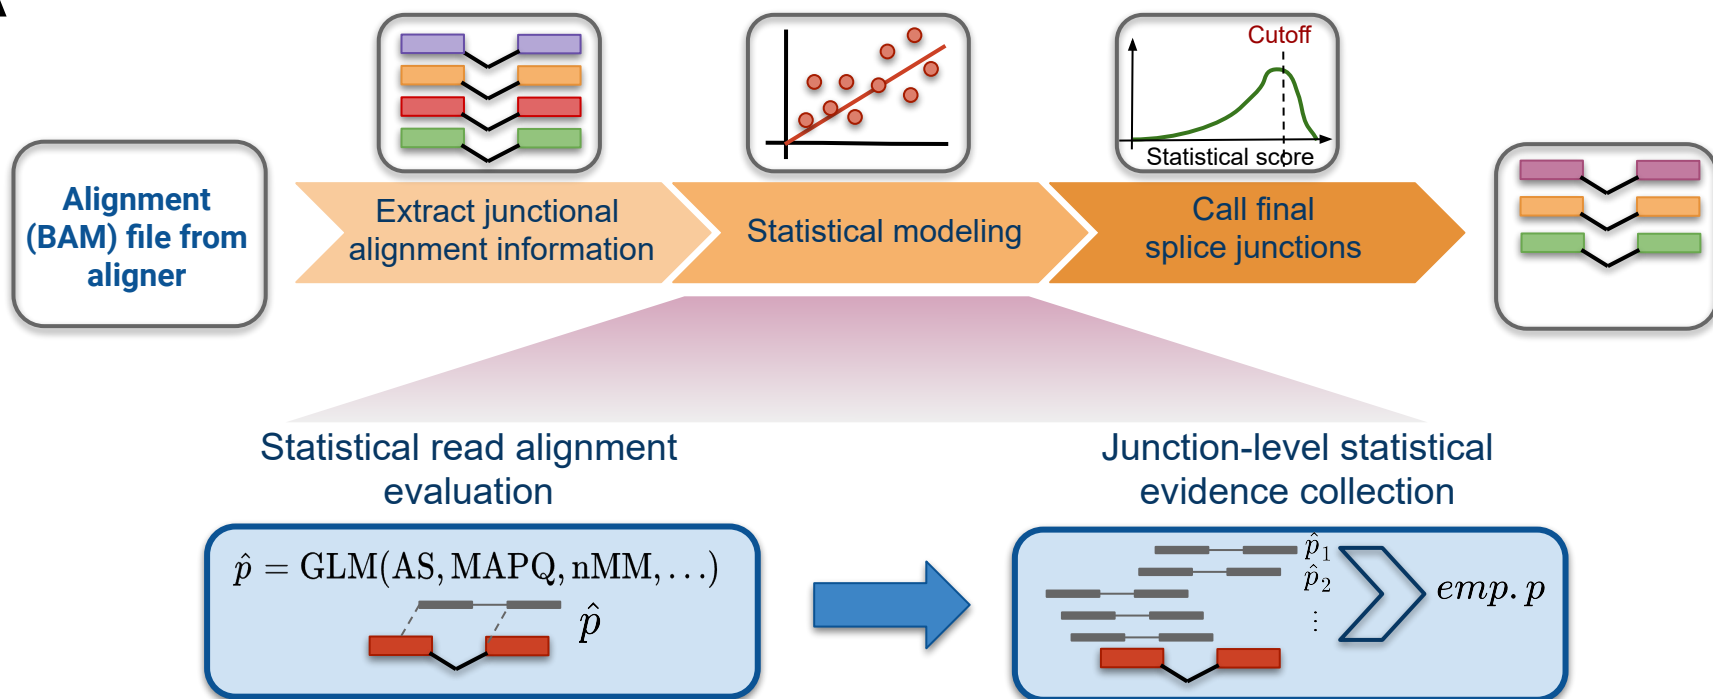 Cutoff
Statistical score
Alignment
(BAM) file from
aligner
Extract junctional
alignment information
Statistical modeling
Call final
splice junctions
Statistical read alignment
evaluation
Junction-level statistical
evidence collection
p̂ = GLM(AS, MAPQ, nMM, …)
p̂
p̂₁
p̂₂
⋮
emp. p